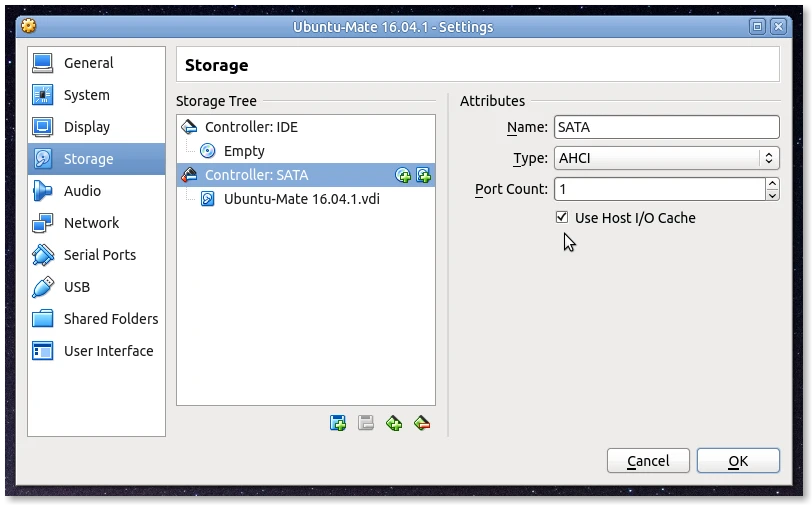 Ubuntu-Mate 16.04.1 - Settings
General
System
Display
Storage
Audio
Network
Serial Ports
USB
Shared Folders
User Interface
Storage
Storage Tree
Controller: IDE
Empty
Controller: SATA
Ubuntu-Mate 16.04.1.vdi
Attributes
Name: SATA
Type: AHCI
Port Count: 1
Use Host I/O Cache
Cancel
OK